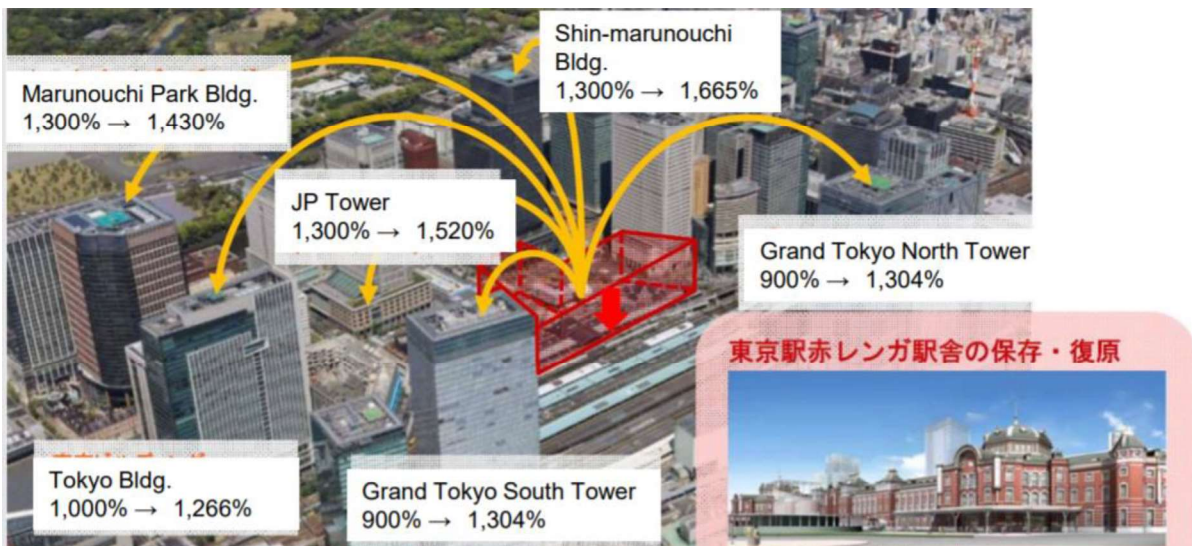 Shin-marunouchi
Bldg.
1,300% → 1,665%
Marunouchi Park Bldg.
1,300% → 1,430%
JP Tower
1,300% → 1,520%
Grand Tokyo North Tower
900% → 1,304%
東京駅赤レンガ駅舎の保存・復原
Tokyo Bldg.
1,000% → 1,266%
Grand Tokyo South Tower
900% → 1,304%